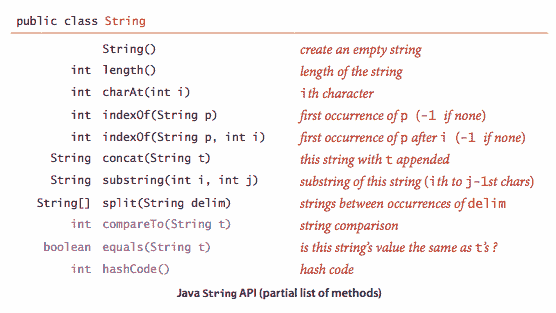 public class String
String() create an empty string
int length() length of the string
int charAt(int i) ith character
int indexOf(String p) first occurrence of p (-1 if none)
int indexOf(String p, int i) first occurrence of p after i (-1 if none)
String concat(String t) this string with t appended
String substring(int i, int j) substring of this string (ith to j-1st chars)
String[] split(String delim) strings between occurrences of delim
int compareTo(String t) string comparison
boolean equals(String t) is this string's value the same as t's ?
int hashCode() hash code
Java String API (partial list of methods)